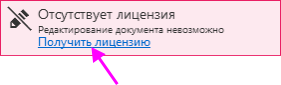 Отсутствует лицензия
Редактирование документа невозможно
Получить лицензию